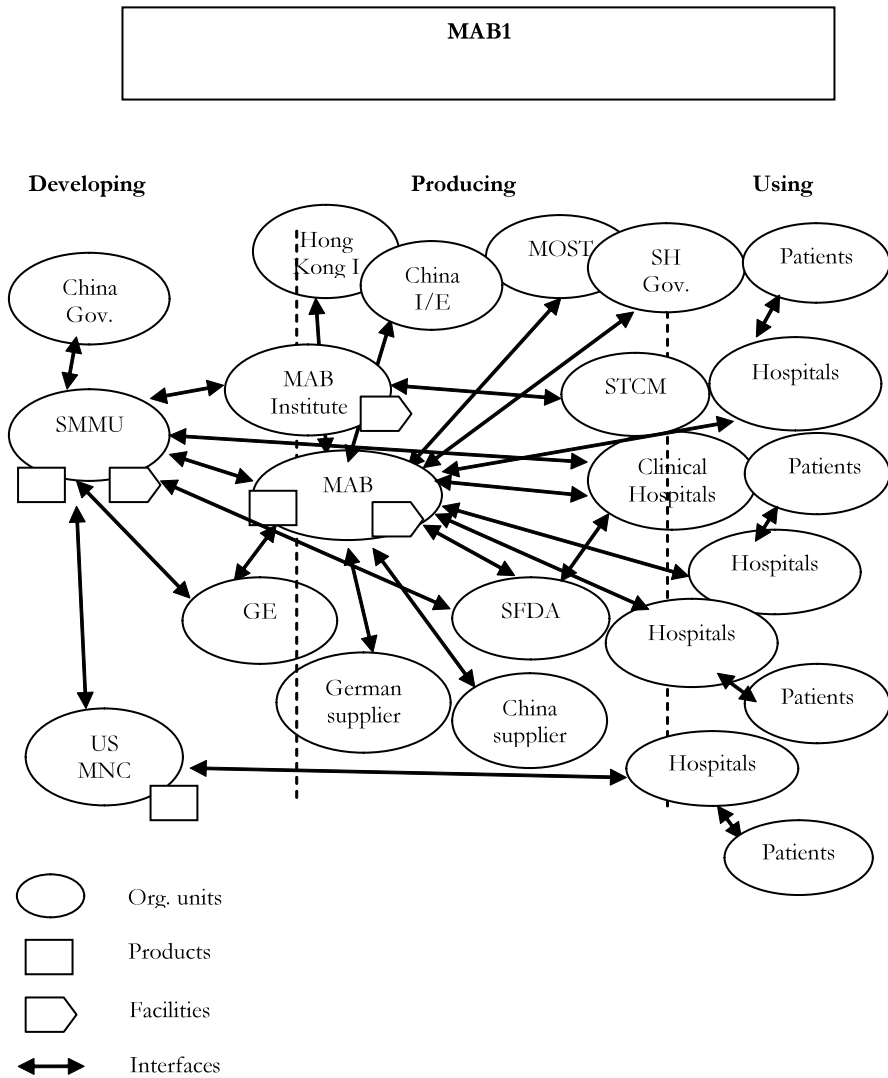 MAB1
Developing
Producing
Using
Hong
Kong I
China
I/E
MOST
SH
Gov.
Patients
China
Gov.
MAB
Institute
STCM
Hospitals
SMMU
MAB
Clinical
Hospitals
Patients
Hospitals
GE
SFDA
Hospitals
German
supplier
China
supplier
Patients
US
MNC
Hospitals
Patients
Org. units
Products
Facilities
Interfaces